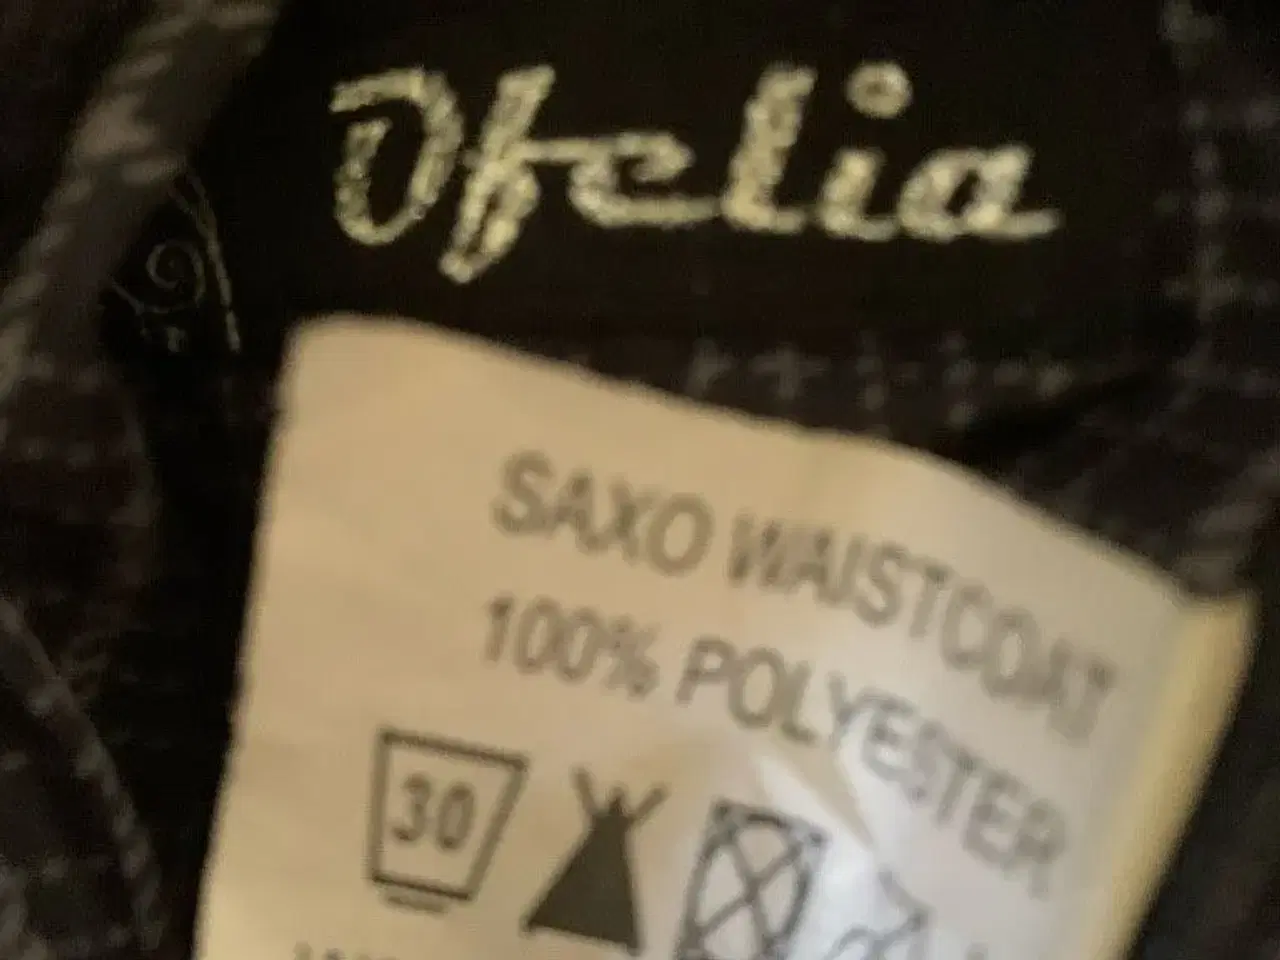 Ofelia
SAXO WAISTCOAT
100% POLYESTER
30